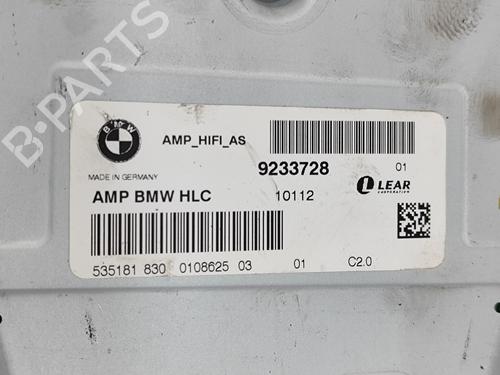 B-PARTS
BMW
AMP_HIFI_AS
9233728 01
MADE IN GERMANY
AMP BMW HLC 10112
LEAR
CORPORATION
535181 830 0108625 03 01 C2.0